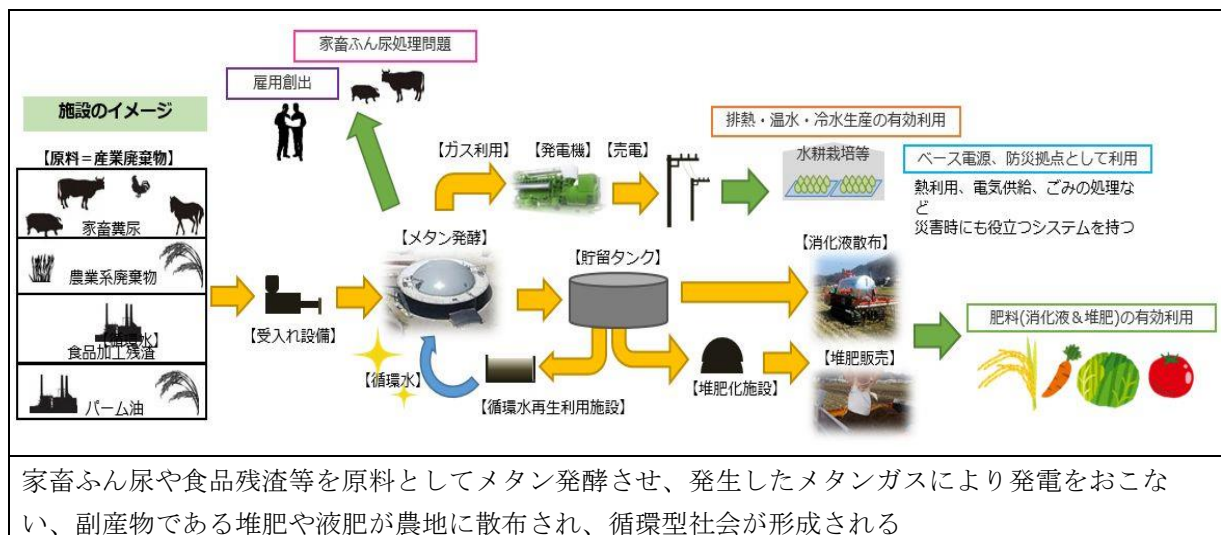 家畜ふん尿処理問題
雇用創出
施設のイメージ
【原料=産業廃棄物】
家畜糞尿
農業系廃棄物
【循環水】
食品加工残渣
パーム油
【受入れ設備】
【ガス利用】
【発電機】
【売電】
排熱・温水・冷水生産の有効利用
水耕栽培等
ベース電源、防災拠点として利用
熱利用、電気供給、ごみの処理な
ど
災害時にも役立つシステムを持つ
【メタン発酵】
【貯留タンク】
【消化液散布】
【循環水】
【循環水再生利用施設】
【堆肥化施設】
【堆肥販売】
肥料(消化液&堆肥)の有効利用
家畜ふん尿や食品残渣等を原料としてメタン発酵させ、発生したメタンガスにより発電をおこな
い、副産物である堆肥や液肥が農地に散布され、循環型社会が形成される